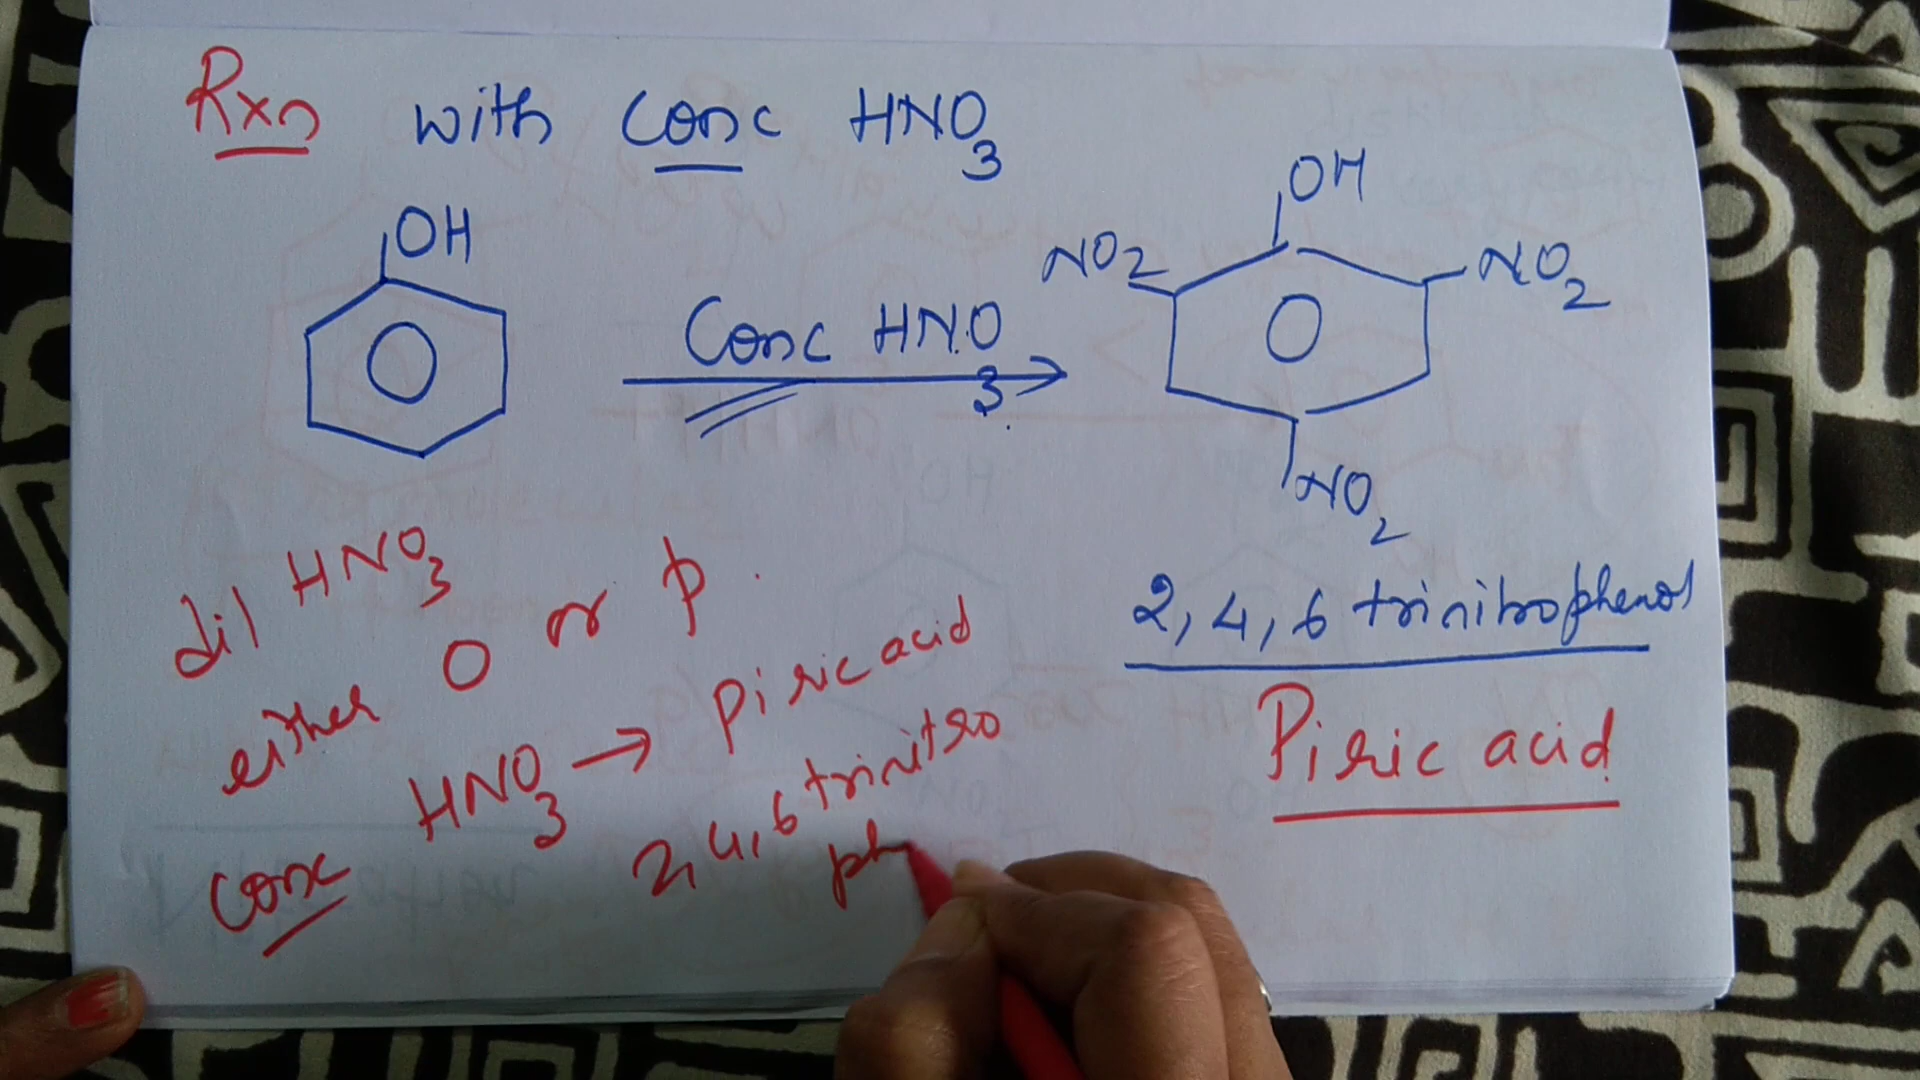 Rxn with Conc HNO3
OH
Conc HNO3
OH
NO2
NO2
NO2
2, 4, 6 trinitrophenol
Piric acid
dil HNO3
either O or p.
Conc HNO3 → Piric acid
2, 4, 6 trinitro
ph